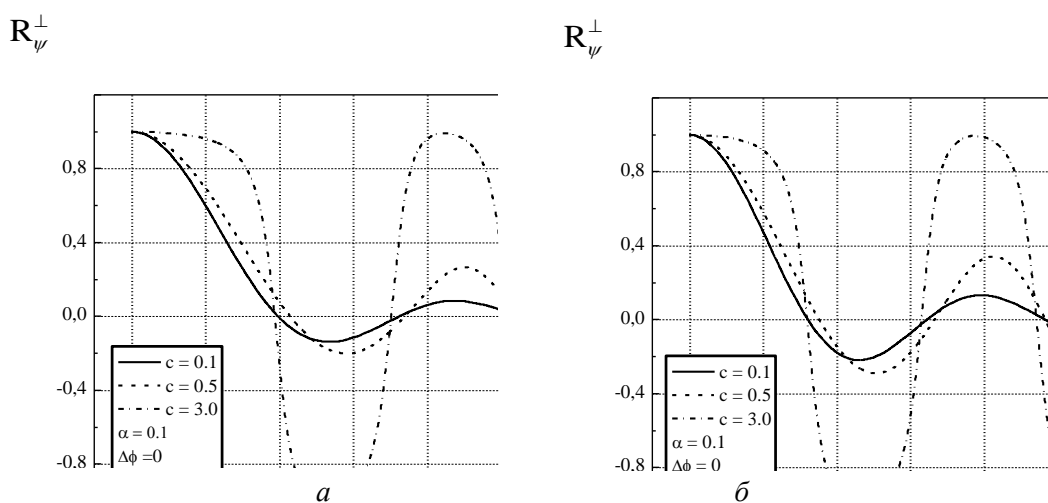 R⊥ψ
0,8
0,4
0,0
-0,4
-0,8
c = 0.1
c = 0.5
c = 3.0
α = 0.1
Δϕ =0
а
R⊥ψ
0,8
0,4
0,0
-0,4
-0,8
c = 0.1
c = 0.5
c = 3.0
α = 0.1
Δϕ = 0
б